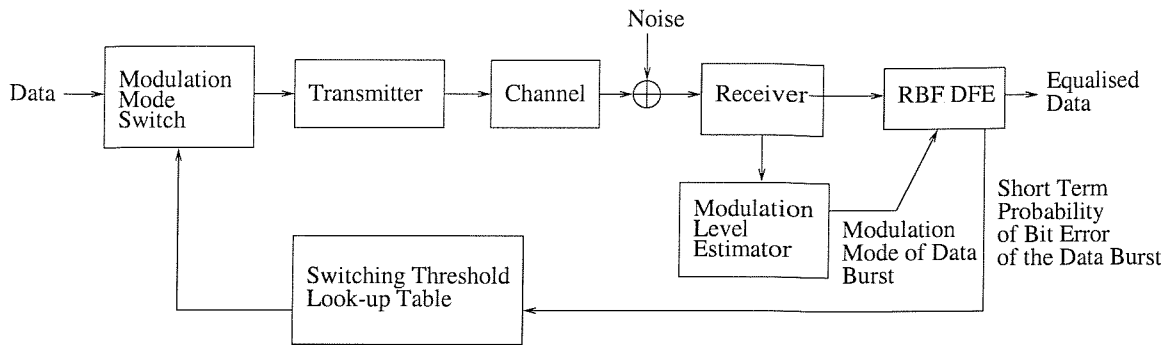 Noise
Data
Modulation
Mode
Switch
Transmitter
Channel
Receiver
RBF DFE
Equalised
Data
Modulation
Level
Estimator
Modulation
Mode of Data
Burst
Short Term
Probability
of Bit Error
of the Data Burst
Switching Threshold
Look-up Table